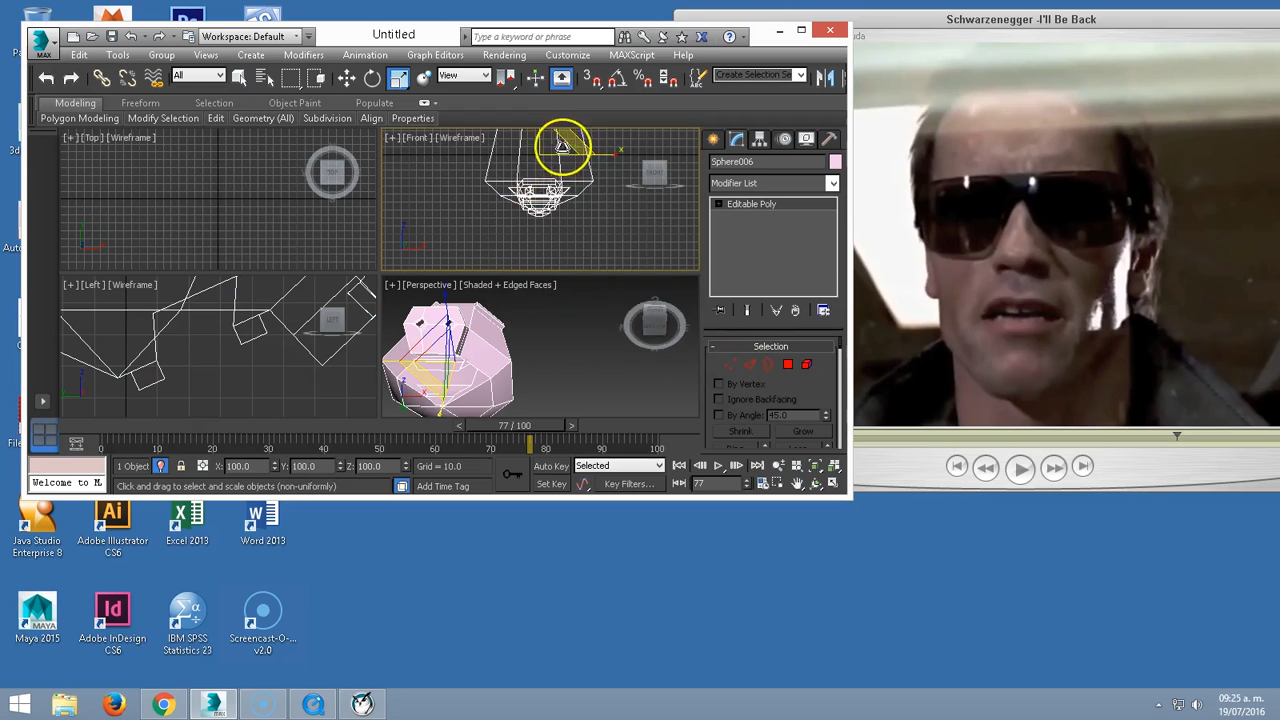 Schwarzenegger -I'll Be Back
Workspace: Default
Untitled
Type a keyword or phrase
MAX
Edit Tools Group Views Create Modifiers Animation Graph Editors Rendering Customize MAXScript Help
All
View
Create Selection Se
Modeling Freeform Selection Object Paint Populate
Polygon Modeling Modify Selection Edit Geometry (All) Subdivision Align Properties
[+] [Top] [Wireframe]
[+] [Front] [Wireframe]
TOP
FRONT
x
Sphere006
Modifier List
Editable Poly
[+] [Left] [Wireframe]
[+] [Perspective] [Shaded + Edged Faces]
LEFT
Selection
By Vertex
Ignore Backfacing
By Angle: 45.0
Shrink Grow
77 / 100
0 10 20 30 40 50 60 70 80 90 100
1 Object X: 100.0 Y: 100.0 Z: 100.0 Grid = 10.0 Auto Key Selected
Welcome to M Click and drag to select and scale objects (non-uniformly) Add Time Tag Set Key Key Filters... 77
Java Studio Enterprise 8
Adobe Illustrator CS6
Excel 2013
Word 2013
Maya 2015
Adobe InDesign CS6
IBM SPSS Statistics 23
Screencast-O-... v2.0
09:25 a. m.
19/07/2016